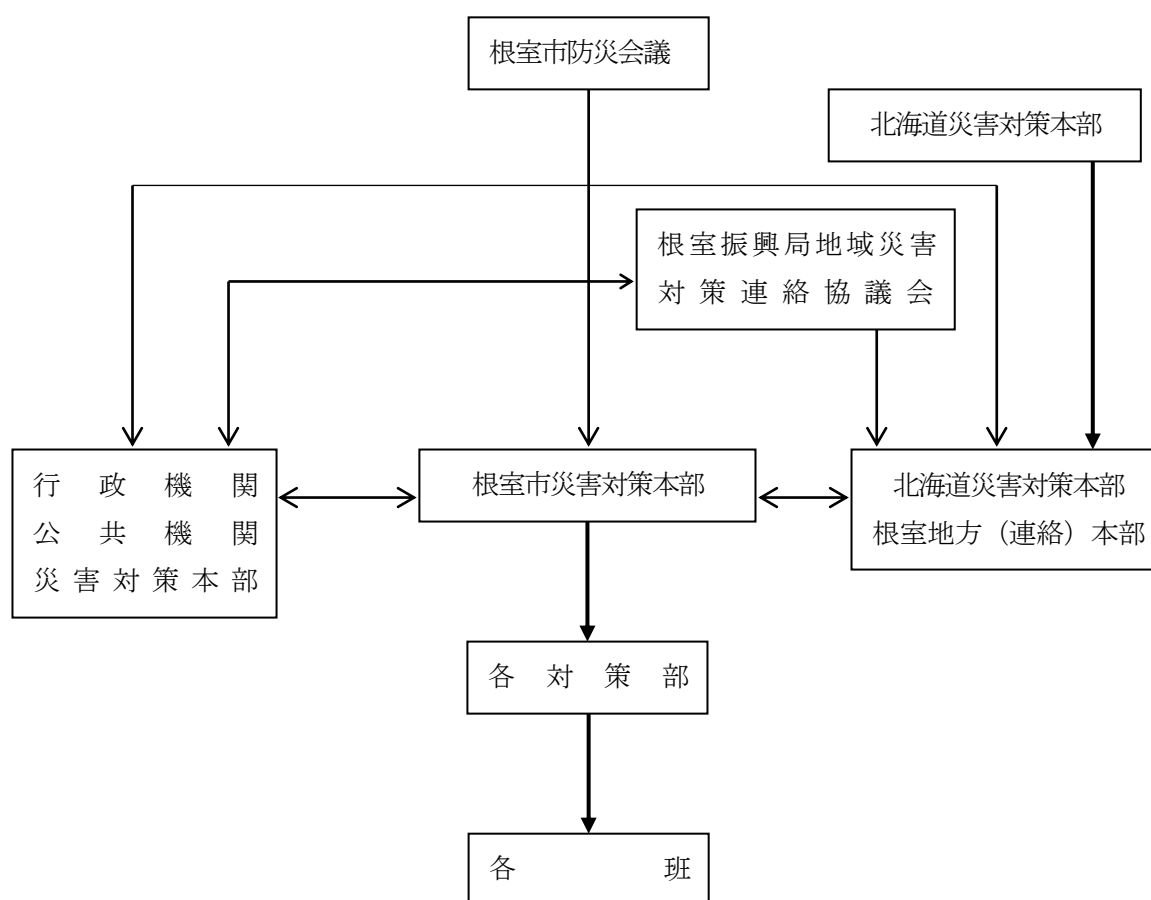 根室市防災会議
北海道災害対策本部
根室振興局地域災害
対策連絡協議会
行政機関
公共機関
災害対策本部
根室市災害対策本部
北海道災害対策本部
根室地方（連絡）本部
各対策部
各班